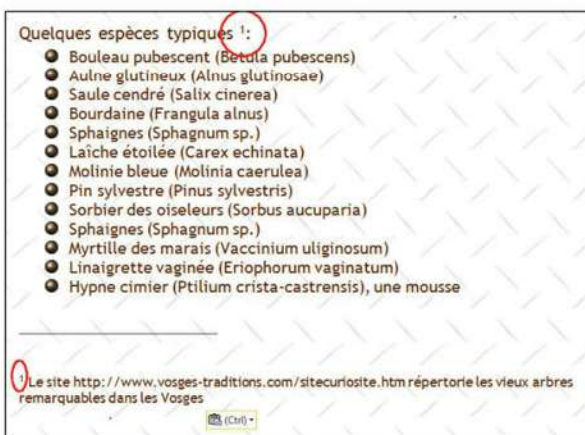 Quelques espèces typiques ¹:
Bouleau pubescent (Betula pubescens)
Aulne glutineux (Alnus glutinosae)
Saule cendré (Salix cinerea)
Bourdaine (Frangula alnus)
Sphaignes (Sphagnum sp.)
Laîche étoilée (Carex echinata)
Molinie bleue (Molinia caerulea)
Pin sylvestre (Pinus sylvestris)
Sorbier des oiseleurs (Sorbus aucuparia)
Sphaignes (Sphagnum sp.)
Myrtille des marais (Vaccinium uliginosum)
Linaigrette vaginée (Eriophorum vaginatum)
Hypne cimier (Ptilium crista-castrensis), une mousse
¹ Le site http://www.vosges-traditions.com/sitecuriosite.htm répertorie les vieux arbres
remarquables dans les Vosges
(Ctrl)